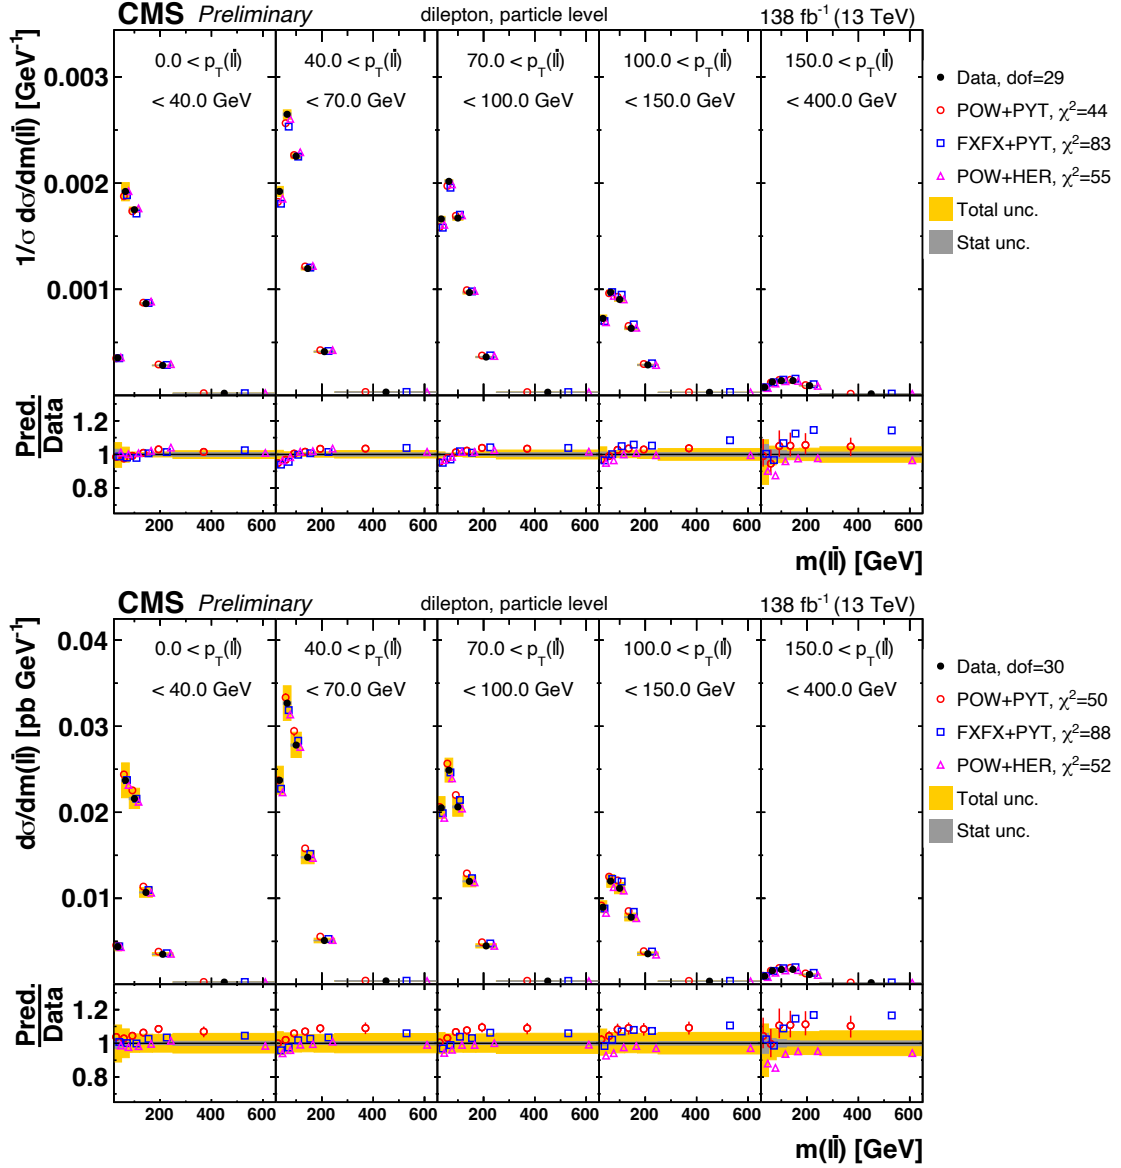 CMS Preliminary dilepton, particle level 138 fb⁻¹ (13 TeV)
1/σ dσ/dm(ll̄) [GeV⁻¹]
0.003
0.002
0.001
0.0 < p_T(ll̄)
< 40.0 GeV
40.0 < p_T(ll̄)
< 70.0 GeV
70.0 < p_T(ll̄)
< 100.0 GeV
100.0 < p_T(ll̄)
< 150.0 GeV
150.0 < p_T(ll̄)
< 400.0 GeV
Data, dof=29
POW+PYT, χ²=44
FXFX+PYT, χ²=83
POW+HER, χ²=55
Total unc.
Stat unc.
Pred.
Data
1.2
1
0.8
200 400 600 200 400 600 200 400 600 200 400 600 200 400 600
m(ll̄) [GeV]
CMS Preliminary dilepton, particle level 138 fb⁻¹ (13 TeV)
dσ/dm(ll̄) [pb GeV⁻¹]
0.04
0.03
0.02
0.01
0.0 < p_T(ll̄)
< 40.0 GeV
40.0 < p_T(ll̄)
< 70.0 GeV
70.0 < p_T(ll̄)
< 100.0 GeV
100.0 < p_T(ll̄)
< 150.0 GeV
150.0 < p_T(ll̄)
< 400.0 GeV
Data, dof=30
POW+PYT, χ²=50
FXFX+PYT, χ²=88
POW+HER, χ²=52
Total unc.
Stat unc.
Pred.
Data
1.2
1
0.8
200 400 600 200 400 600 200 400 600 200 400 600 200 400 600
m(ll̄) [GeV]